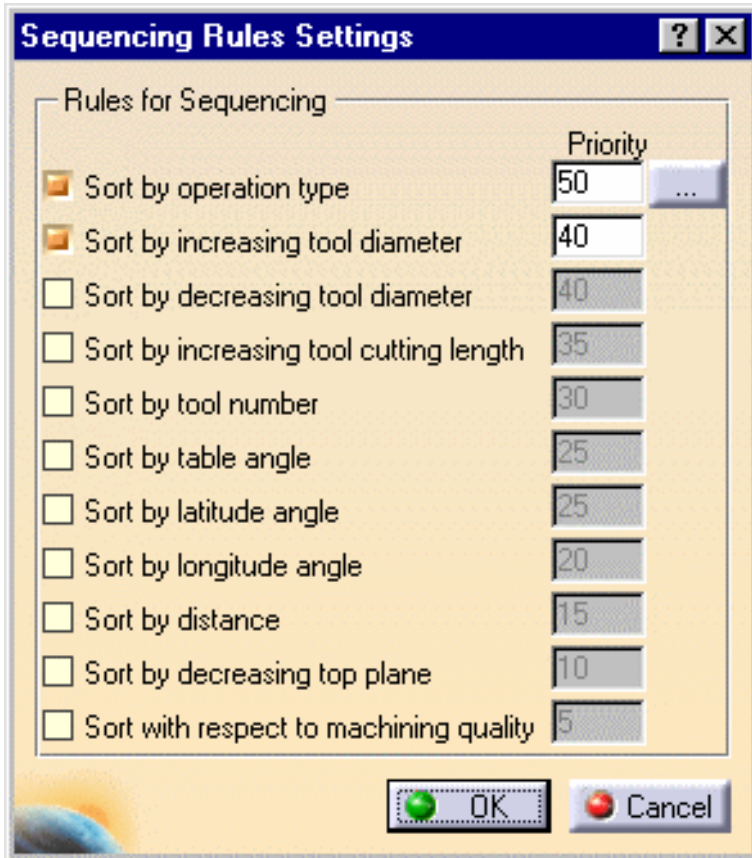 Sequencing Rules Settings ? ×
Rules for Sequencing
Priority
Sort by operation type 50 ...
Sort by increasing tool diameter 40
Sort by decreasing tool diameter 40
Sort by increasing tool cutting length 35
Sort by tool number 30
Sort by table angle 25
Sort by latitude angle 25
Sort by longitude angle 20
Sort by distance 15
Sort by decreasing top plane 10
Sort with respect to machining quality 5
OK Cancel